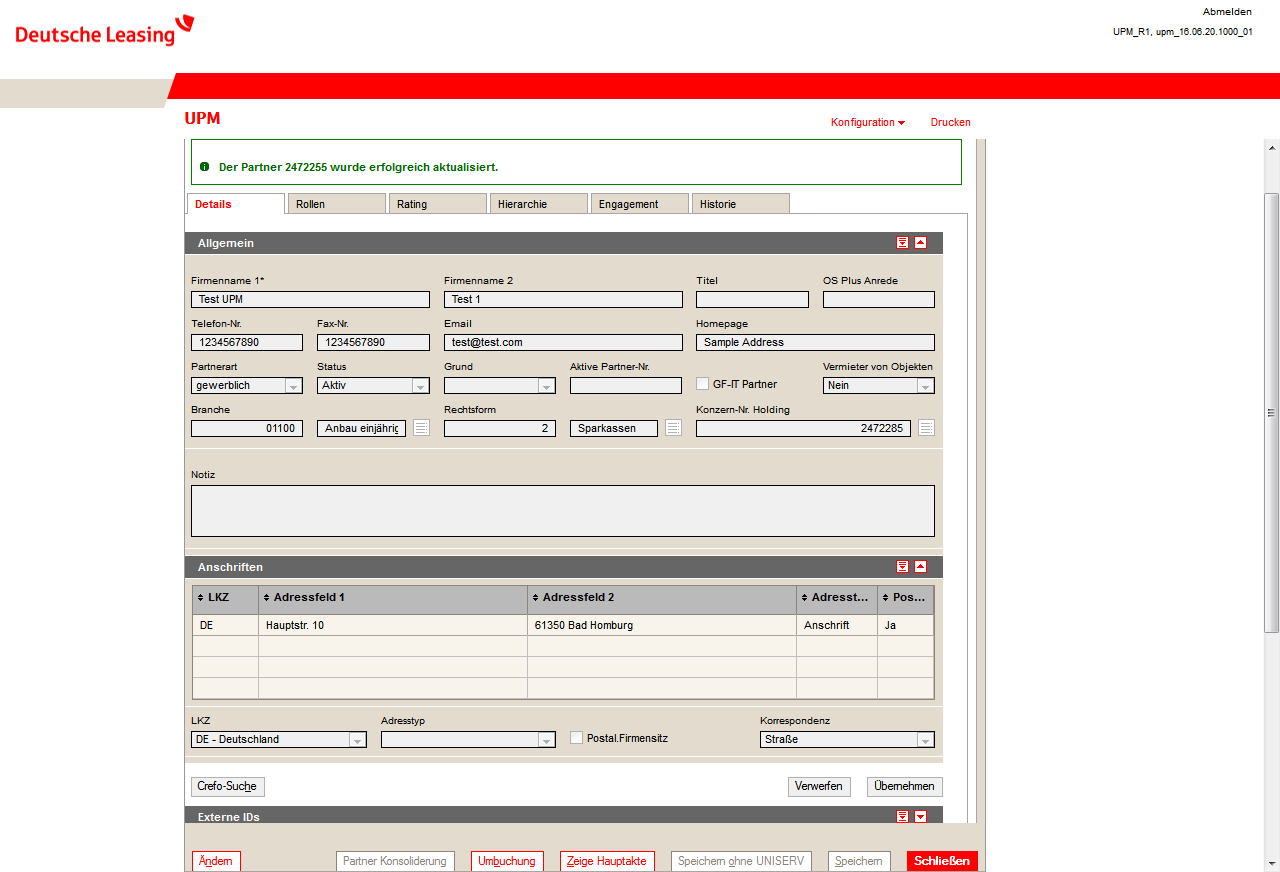 Deutsche Leasing
Abmelden
UPM_R1, upm_16.06.20.1000_01
UPM
Konfiguration
Drucken
Der Partner 2472255 wurde erfolgreich aktualisiert.
Details Rollen Rating Hierarchie Engagement Historie
Allgemein
Firmenname 1* Firmenname 2 Titel OS Plus Anrede
Test UPM Test 1
Telefon-Nr. Fax-Nr. Email Homepage
1234567890 1234567890 test@test.com Sample Address
Partnerart Status Grund Aktive Partner-Nr. Vermieter von Objekten
gewerblich Aktiv GF-IT Partner Nein
Branche Rechtsform Konzern-Nr. Holding
01100 Anbau einjährig 2 Sparkassen 2472285
Notiz
Anschriften
LKZ Adressfeld 1 Adressfeld 2 Adresst... Pos...
DE Hauptstr. 10 61350 Bad Homburg Anschrift Ja
LKZ Adresstyp Korrespondenz
DE - Deutschland Postal.Firmensitz Straße
Crefo-Suche Verwerfen Übernehmen
Externe IDs
Ändern Partner Konsolidierung Umbuchung Zeige Hauptakte Speichern ohne UNISERV Speichern Schließen